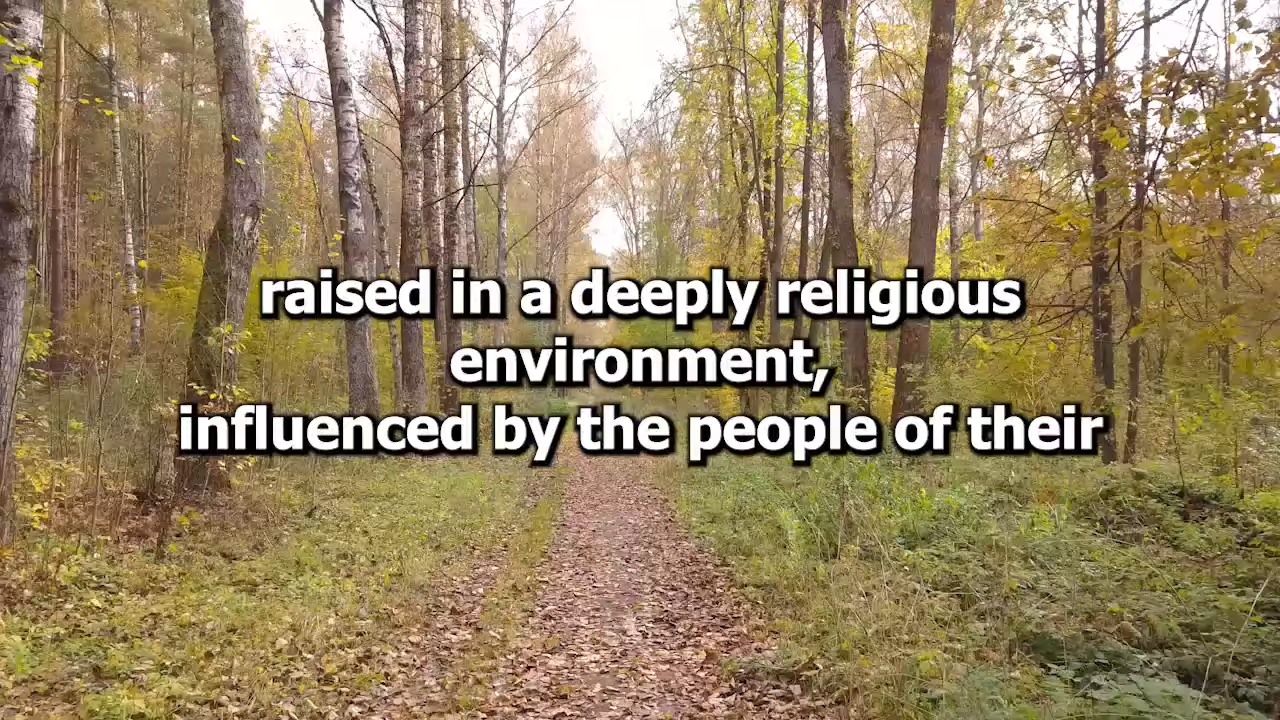 raised in a deeply religious
environment,
influenced by the people of their